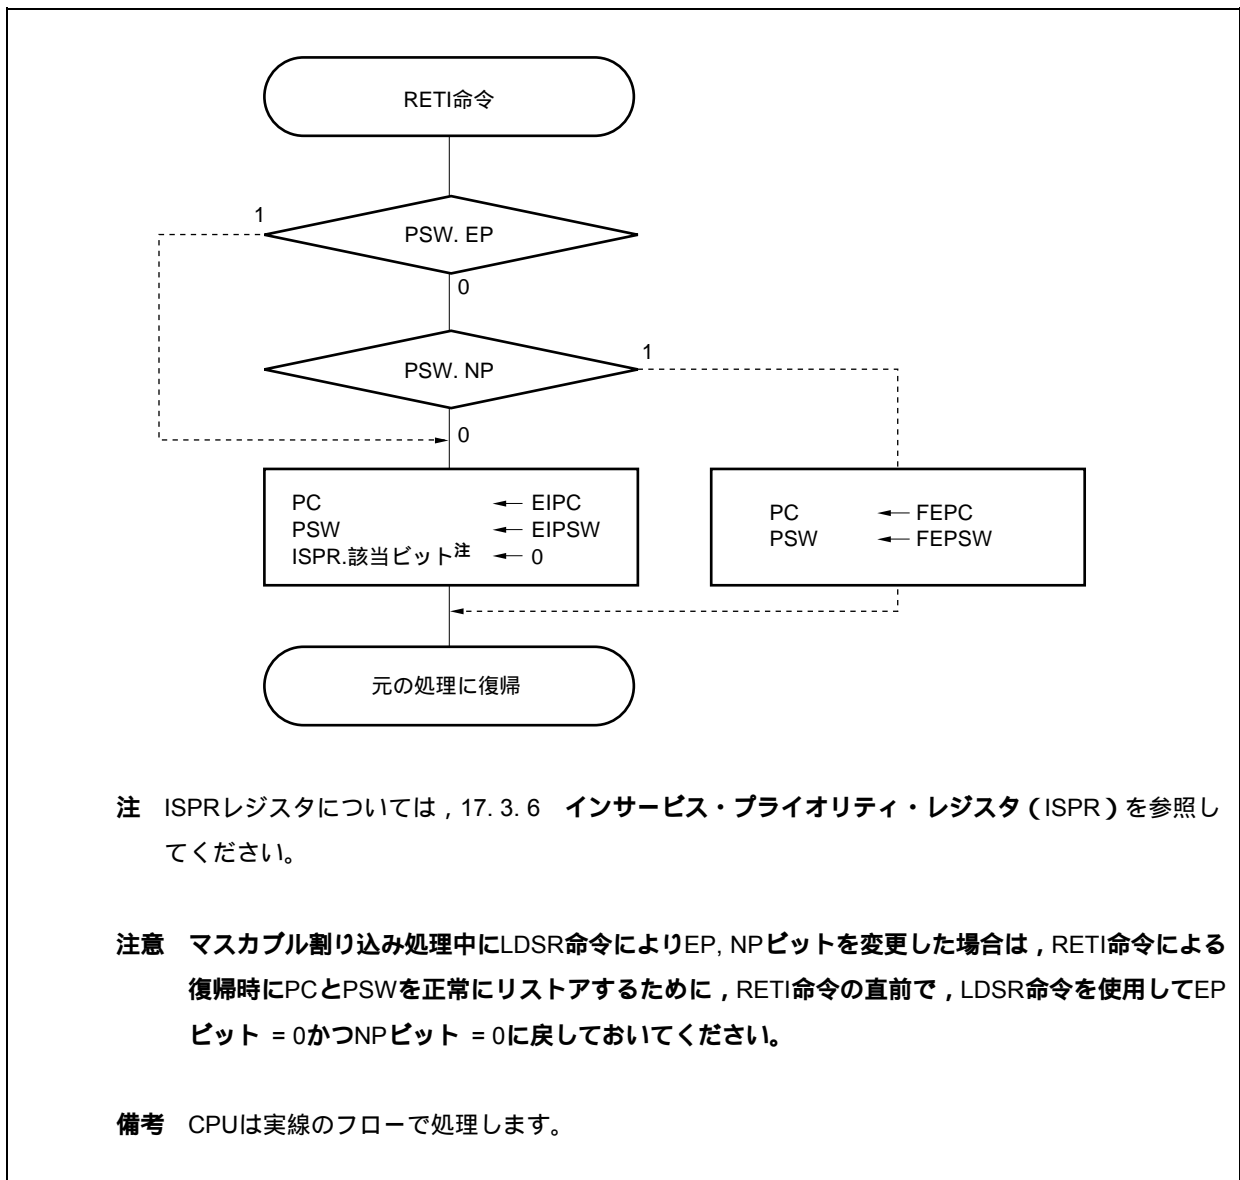 RETI命令
1
PSW. EP
0
PSW. NP
1
0
PC ← EIPC
PSW ← EIPSW
ISPR.該当ビット注 ← 0
PC ← FEPC
PSW ← FEPSW
元の処理に復帰
注 ISPRレジスタについては，17. 3. 6 インサービス・プライオリティ・レジスタ（ISPR）を参照し
てください。
注意 マスカブル割り込み処理中にLDSR命令によりEP, NPビットを変更した場合は，RETI命令による
復帰時にPCとPSWを正常にリストアするために，RETI命令の直前で，LDSR命令を使用してEP
ビット = 0かつNPビット = 0に戻しておいてください。
備考 CPUは実線のフローで処理します。